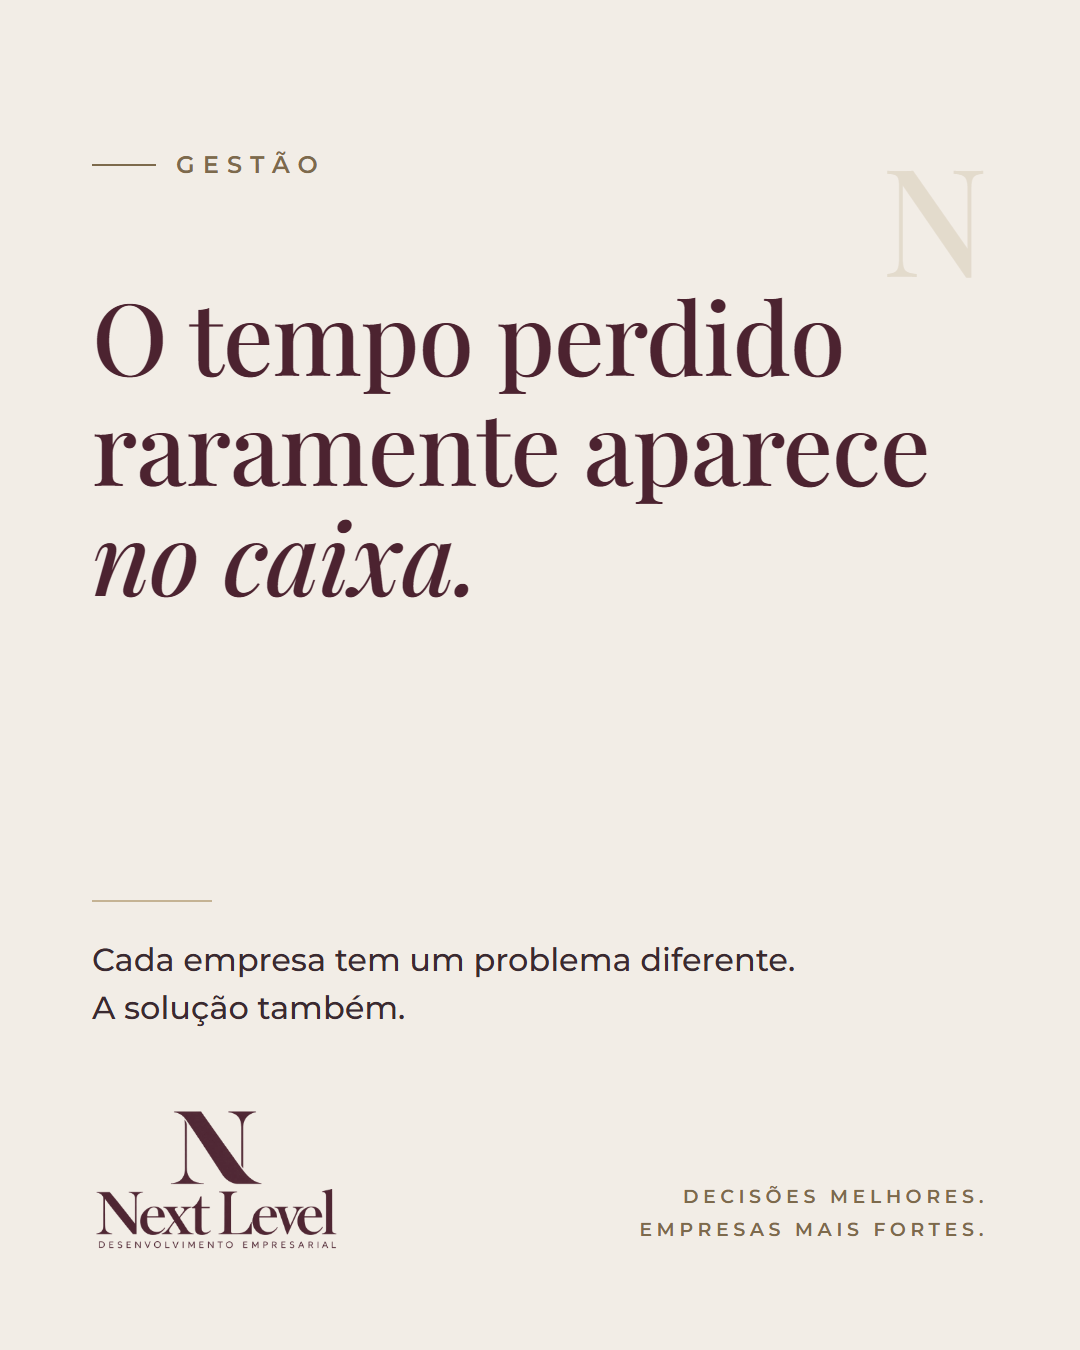 GESTÃO
N
O tempo perdido
raramente aparece
no caixa.
Cada empresa tem um problema diferente.
A solução também.
N
Next Level
DESENVOLVIMENTO EMPRESARIAL
DECISÕES MELHORES.
EMPRESAS MAIS FORTES.